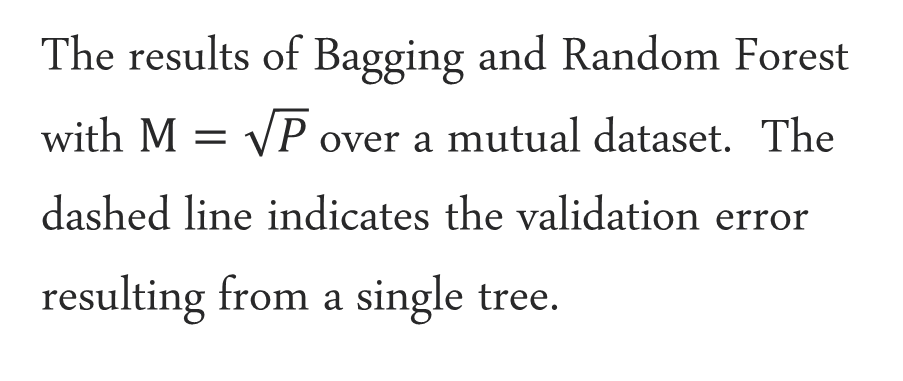 The results of Bagging and Random Forest
with M = √P over a mutual dataset. The
dashed line indicates the validation error
resulting from a single tree.